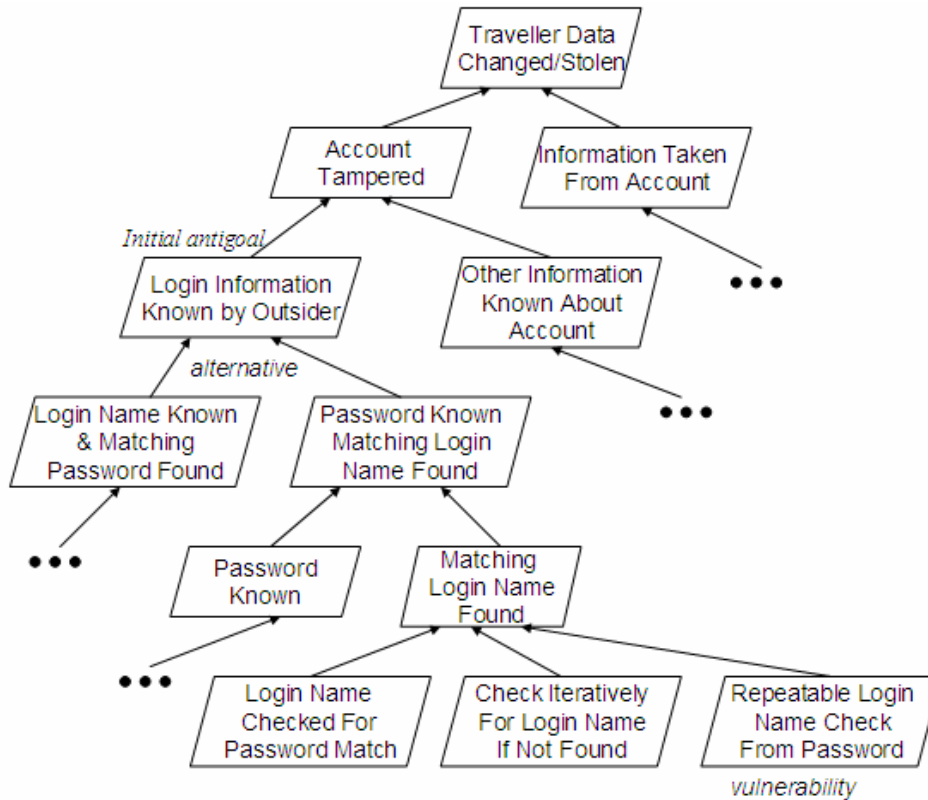 Traveller Data
Changed/Stolen
Account
Tampered
Information Taken
From Account
Initial antigoal
Login Information
Known by Outsider
Other Information
Known About
Account
alternative
Login Name Known
& Matching
Password Found
Password Known
Matching Login
Name Found
Password
Known
Matching
Login Name
Found
Login Name
Checked For
Password Match
Check Iteratively
For Login Name
If Not Found
Repeatable Login
Name Check
From Password
vulnerability